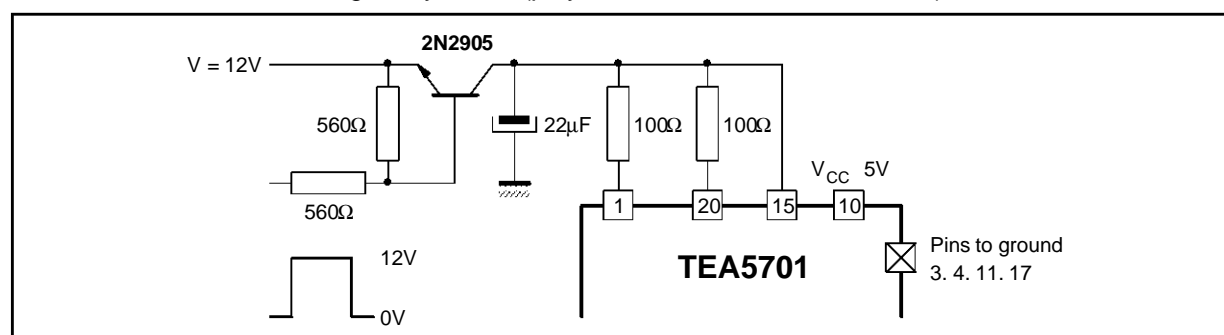 2N2905
V = 12V
560Ω
22µF
100Ω
100Ω
V_CC 5V
560Ω
1
20
15
10
12V
0V
TEA5701
Pins to ground
3. 4. 11. 17